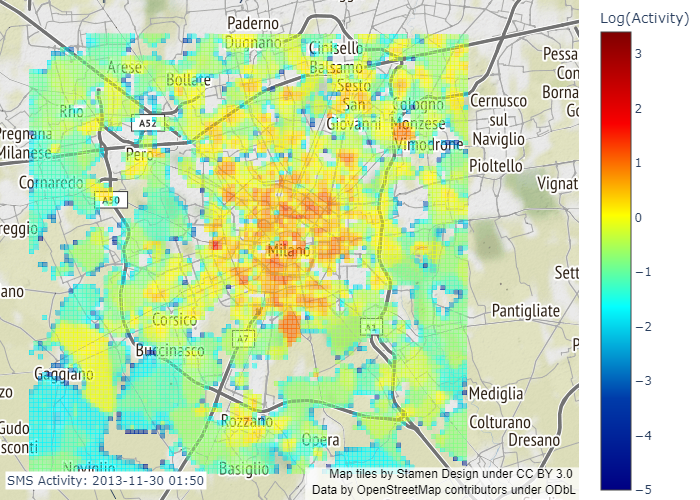 Paderno
Dugnano
Cinisello
Balsamo
Arese
Bollate
Sesto
San
Giovanni
Cologno
Monzese
Vimodrone
Pessa
Cernusco
sul
Naviglio
Rho
A52
Pregnana
Milanese
Pero
Pioltello
Cornaredo
A50
Vignat
reggio
Milano
Sett
ano
Pantigliate
Corsico
A7
A1
Buccinasco
Gaggiano
zo
Mediglia
Gudo
sconti
Rozzano
Colturano
Dresano
Opera
Noviglio
Basiglio
SMS Activity: 2013-11-30 01:50
Map tiles by Stamen Design under CC BY 3.0
Data by OpenStreetMap contributors under ODbL
Log(Activity)
3
2
1
0
−1
−2
−3
−4
−5